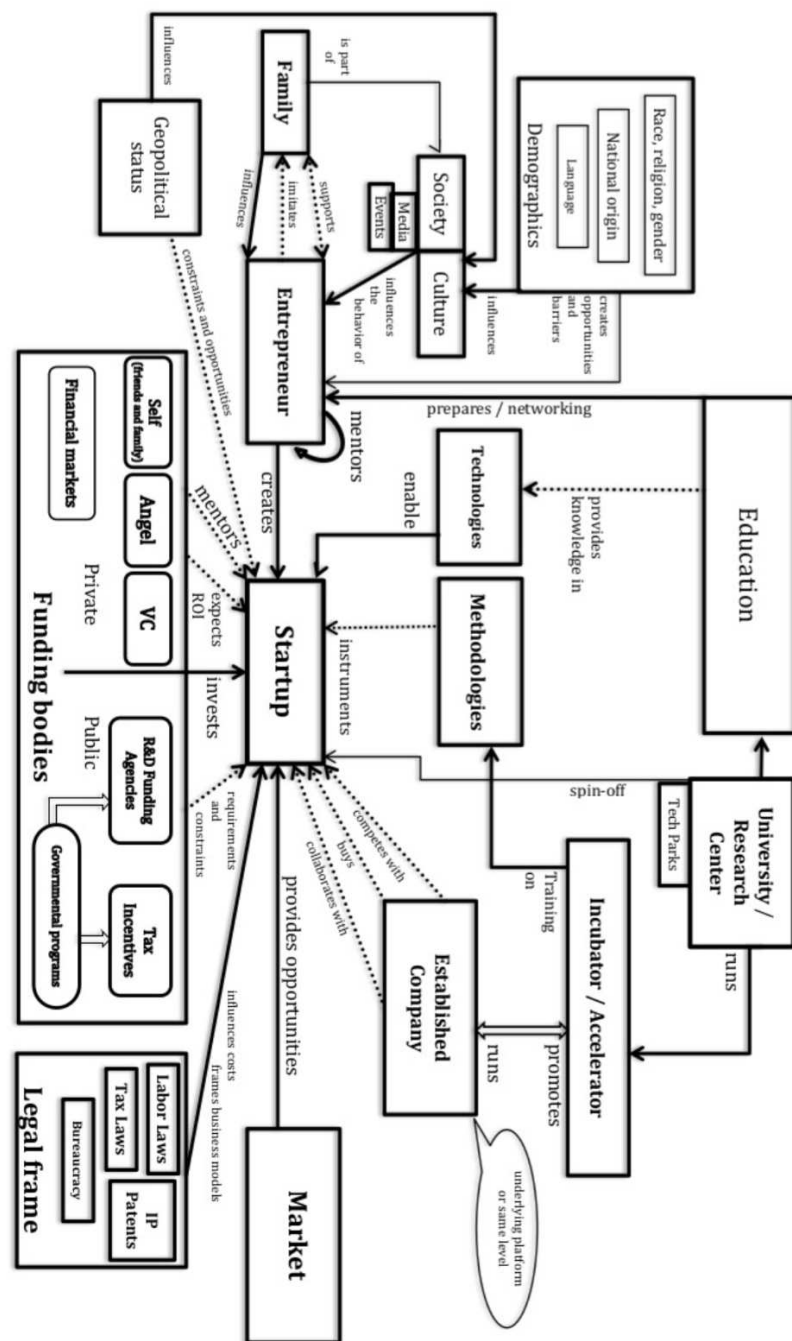 Race, religion, gender
National origin
Language
Demographics
creates
opportunities
and
barriers
influences
Society
Culture
Media
Events
is part
of
Family
influences
imitates
supports
influences
the
behavior of
Geopolitical
status
influences
constraints and opportunities
Entrepreneur
mentors
creates
prepares / networking
Education
provides
knowledge in
Technologies
enable
Methodologies
instruments
Startup
University /
Research
Center
Tech Parks
spin-off
runs
Incubator / Accelerator
Training
on
runs
promotes
Established
Company
competes with
buys
collaborates with
underlying platform
or same level
Market
provides opportunities
Self
(friends and family)
Angel
VC
Financial markets
Private
mentors
expects
ROI
invests
Funding bodies
Public
R&D Funding
Agencies
Tax
Incentives
Governmental programs
requirements
and
constraints
influences costs
frames business models
Labor Laws
Tax Laws
Bureaucracy
IP
Patents
Legal frame